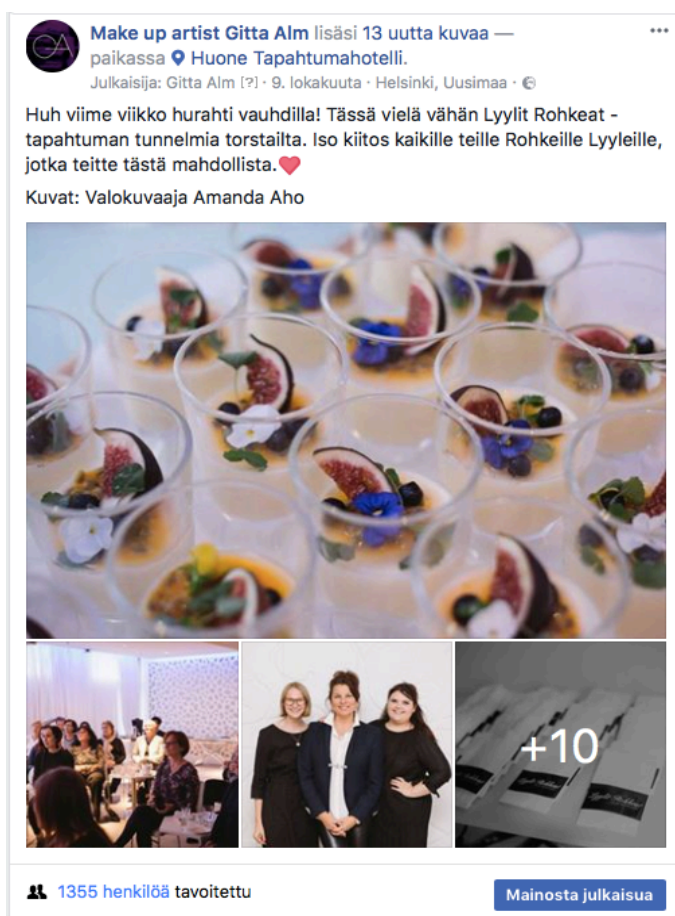 Make up artist Gitta Alm lisäsi 13 uutta kuvaa —
paikassa Huone Tapahtumahotelli.
Julkaisija: Gitta Alm [?] · 9. lokakuuta · Helsinki, Uusimaa ·
Huh viime viikko hurahti vauhdilla! Tässä vielä vähän Lyylit Rohkeat -
tapahtuman tunnelmia torstailta. Iso kiitos kaikille teille Rohkeille Lyyleille,
jotka teitte tästä mahdollista.❤️
Kuvat: Valokuvaaja Amanda Aho
+10
1355 henkilöä tavoitettu
Mainosta julkaisua